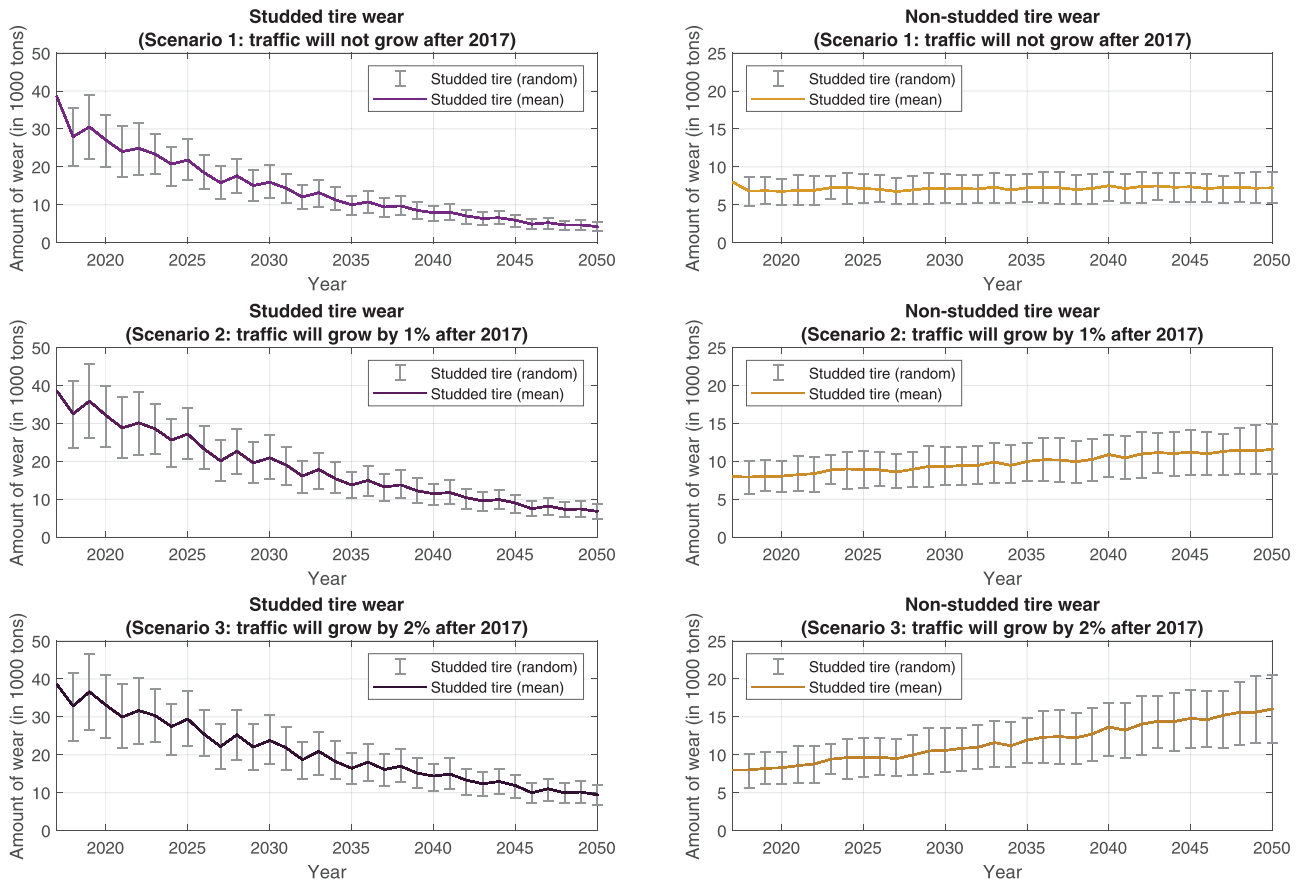 Studded tire wear
(Scenario 1: traffic will not grow after 2017)
Amount of wear (in 1000 tons)
50
40
30
20
10
0
Studded tire (random)
Studded tire (mean)
2020 2025 2030 2035 2040 2045 2050
Year
Non-studded tire wear
(Scenario 1: traffic will not grow after 2017)
Amount of wear (in 1000 tons)
25
20
15
10
5
0
Studded tire (random)
Studded tire (mean)
2020 2025 2030 2035 2040 2045 2050
Year
Studded tire wear
(Scenario 2: traffic will grow by 1% after 2017)
Amount of wear (in 1000 tons)
50
40
30
20
10
0
Studded tire (random)
Studded tire (mean)
2020 2025 2030 2035 2040 2045 2050
Year
Non-studded tire wear
(Scenario 2: traffic will grow by 1% after 2017)
Amount of wear (in 1000 tons)
25
20
15
10
5
0
Studded tire (random)
Studded tire (mean)
2020 2025 2030 2035 2040 2045 2050
Year
Studded tire wear
(Scenario 3: traffic will grow by 2% after 2017)
Amount of wear (in 1000 tons)
50
40
30
20
10
0
Studded tire (random)
Studded tire (mean)
2020 2025 2030 2035 2040 2045 2050
Year
Non-studded tire wear
(Scenario 3: traffic will grow by 2% after 2017)
Amount of wear (in 1000 tons)
25
20
15
10
5
0
Studded tire (random)
Studded tire (mean)
2020 2025 2030 2035 2040 2045 2050
Year